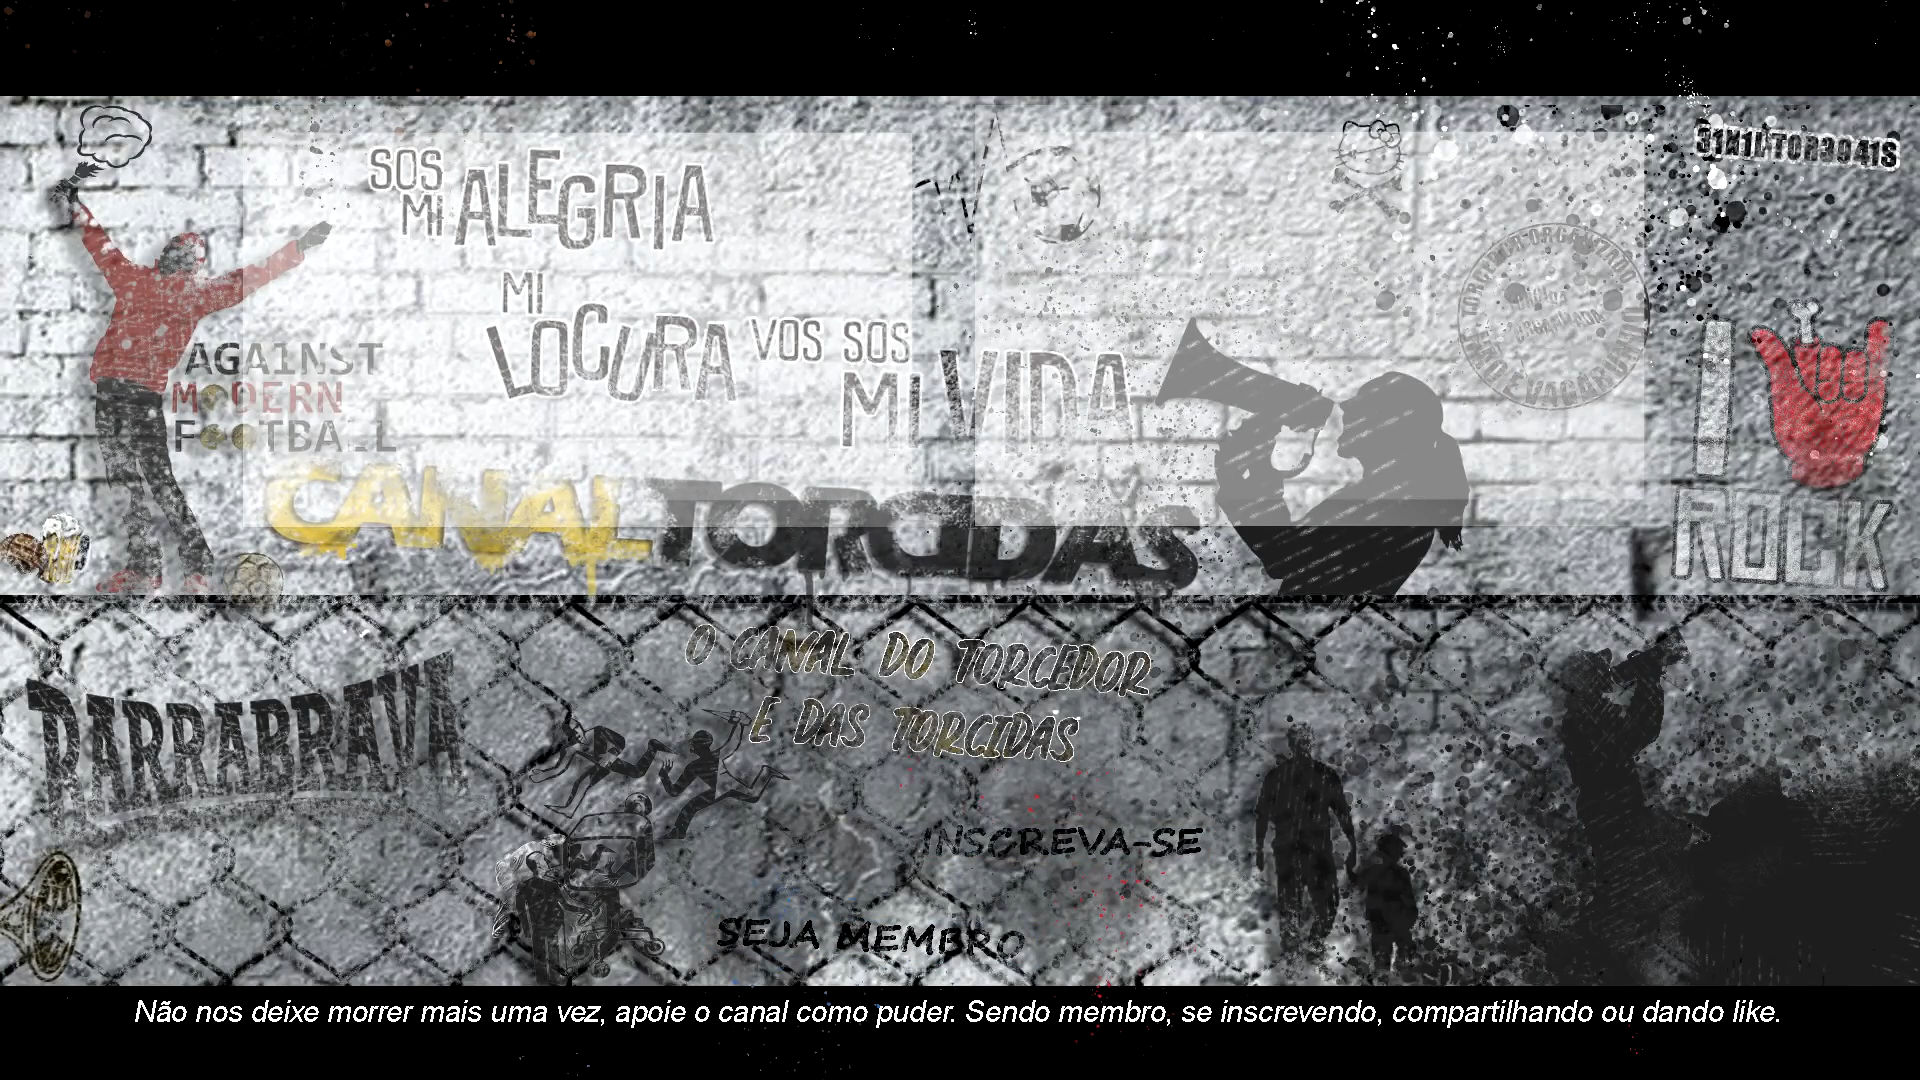 SOS
MI ALEGRIA
MI
LOCURA VOS SOS
MI VIDA
AGAINST
MODERN
FOOTBALL
CANAL TORCIDAS
I
ROCK
O CANAL DO TORCEDOR
E DAS TORCIDAS
BARRABRAVA
INSCREVA-SE
SEJA MEMBRO
Não nos deixe morrer mais uma vez, apoie o canal como puder. Sendo membro, se inscrevendo, compartilhando ou dando like.